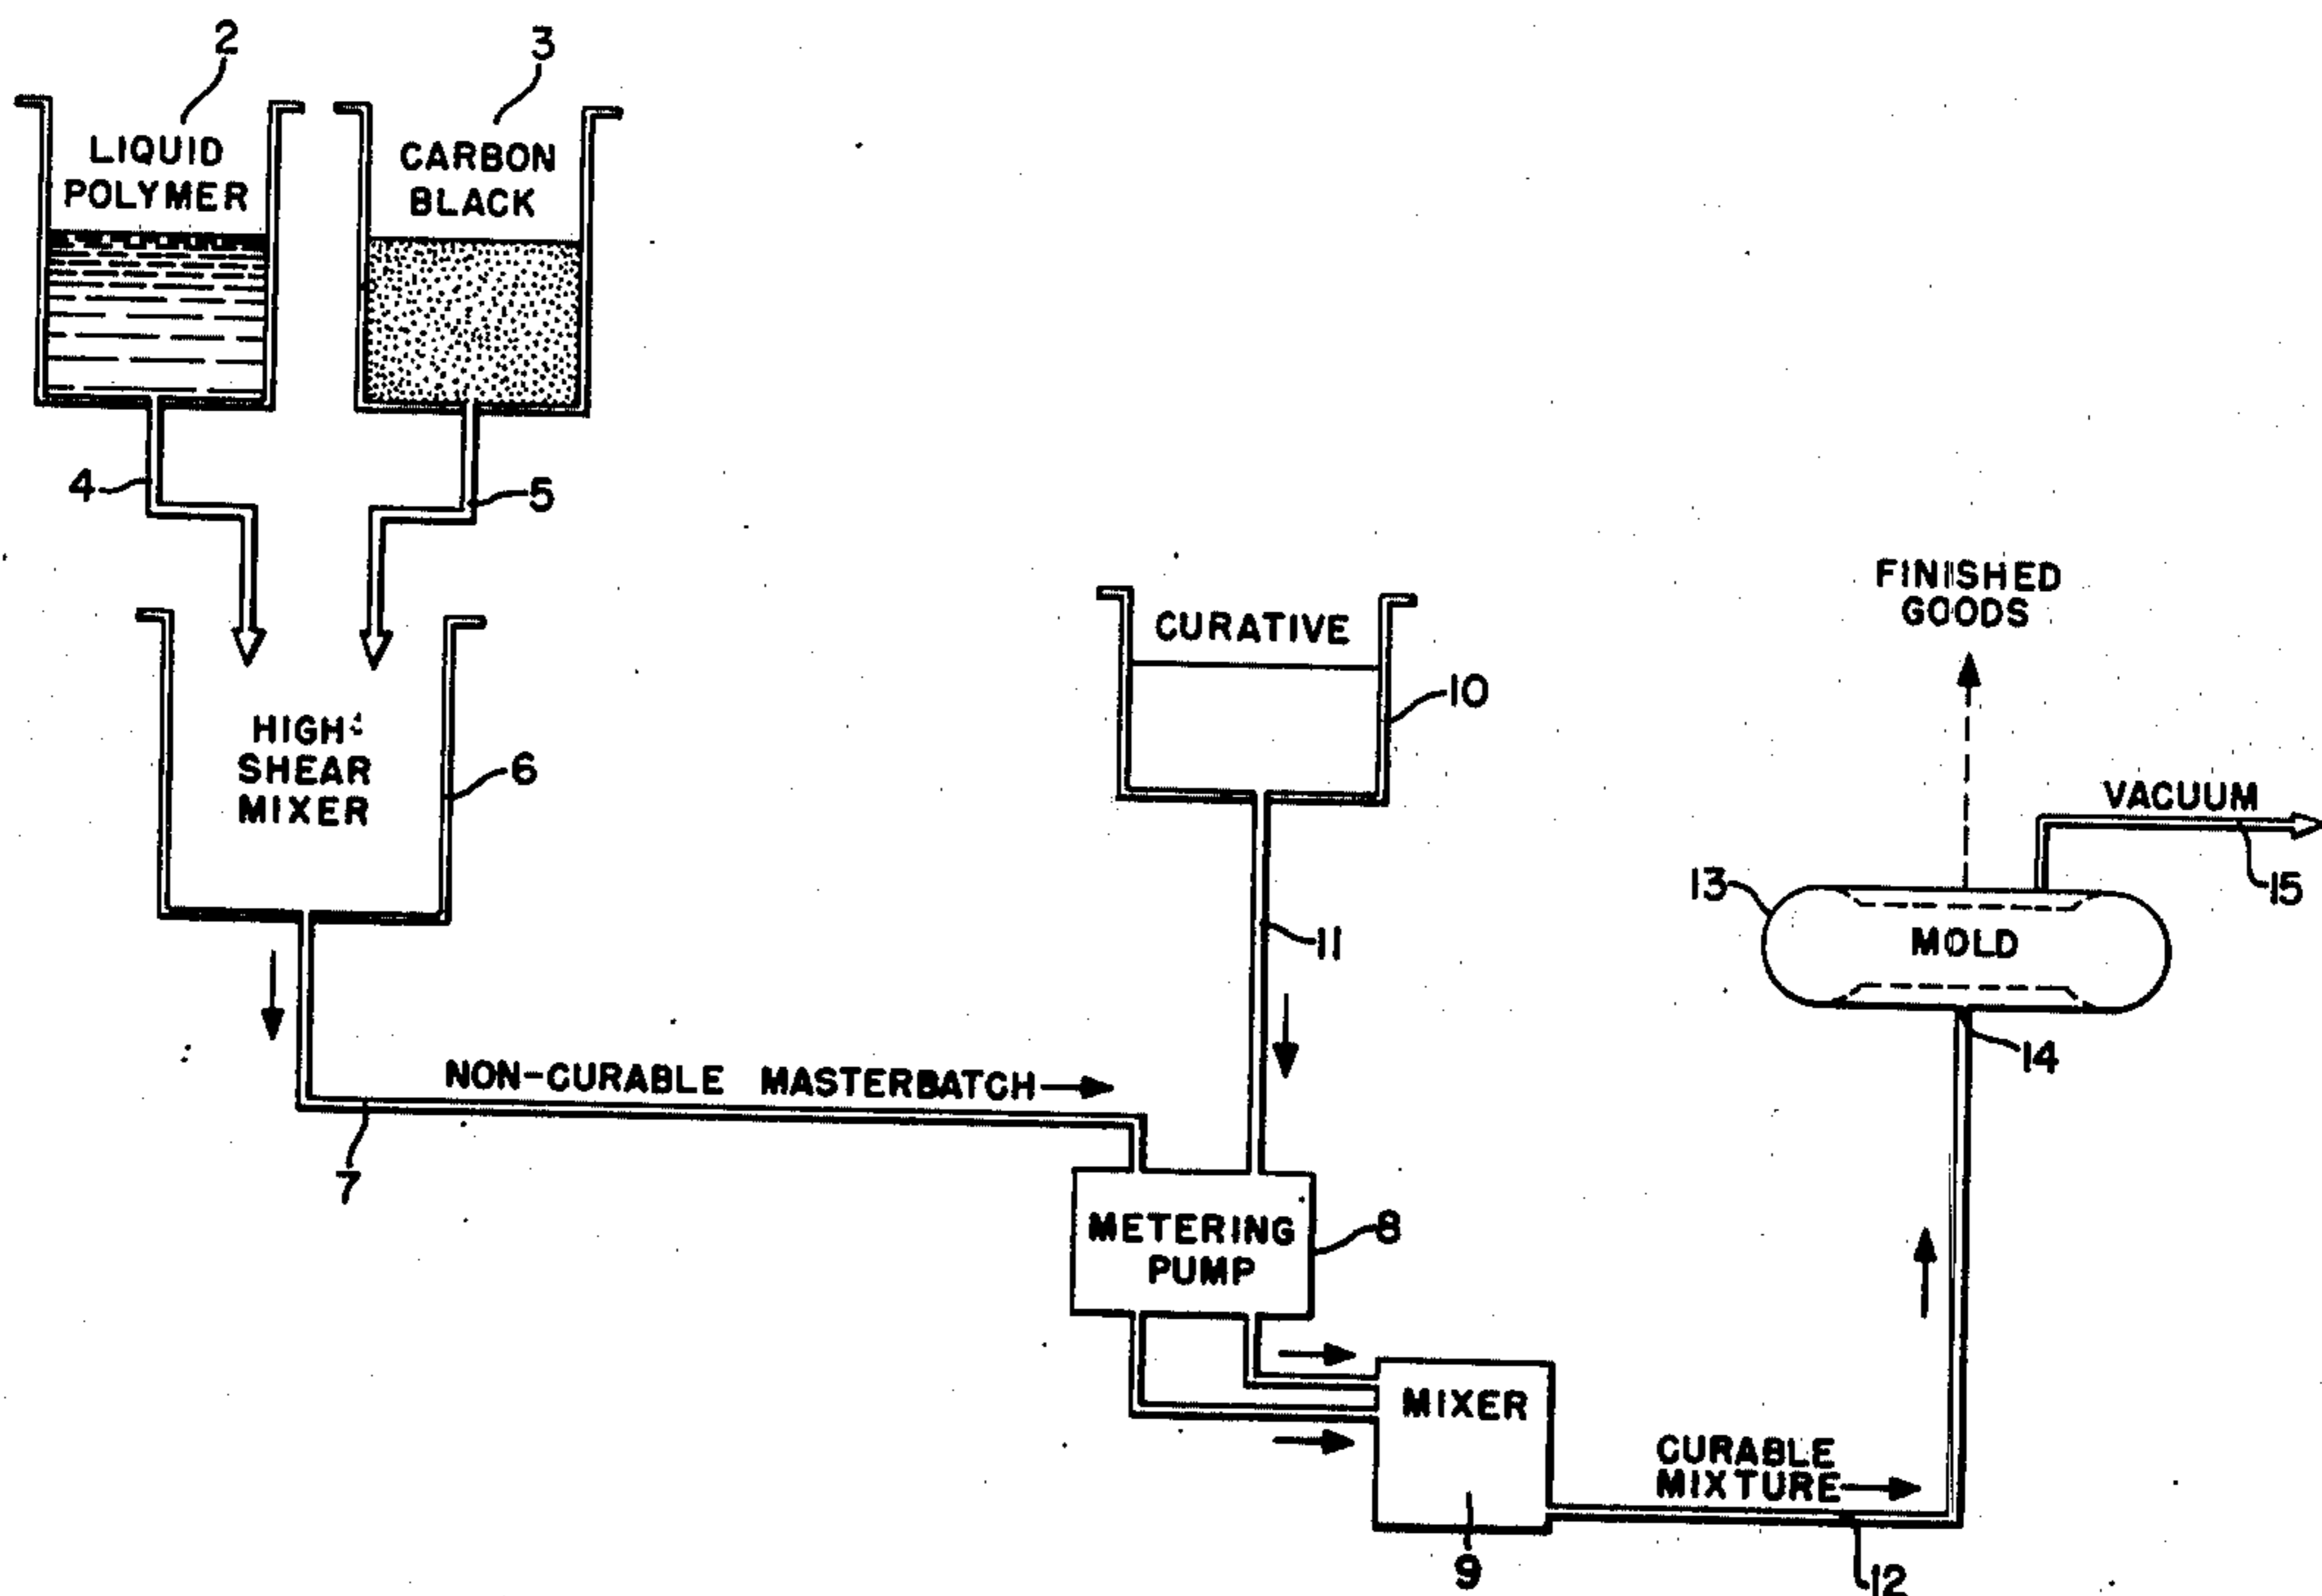 2
3
LIQUID
POLYMER
CARBON
BLACK
4
5
HIGH-
SHEAR
MIXER
6
CURATIVE
10
11
FINISHED
GOODS
VACUUM
15
13
MOLD
14
NON-CURABLE MASTERBATCH
7
METERING
PUMP
8
MIXER
9
CURABLE
MIXTURE
12